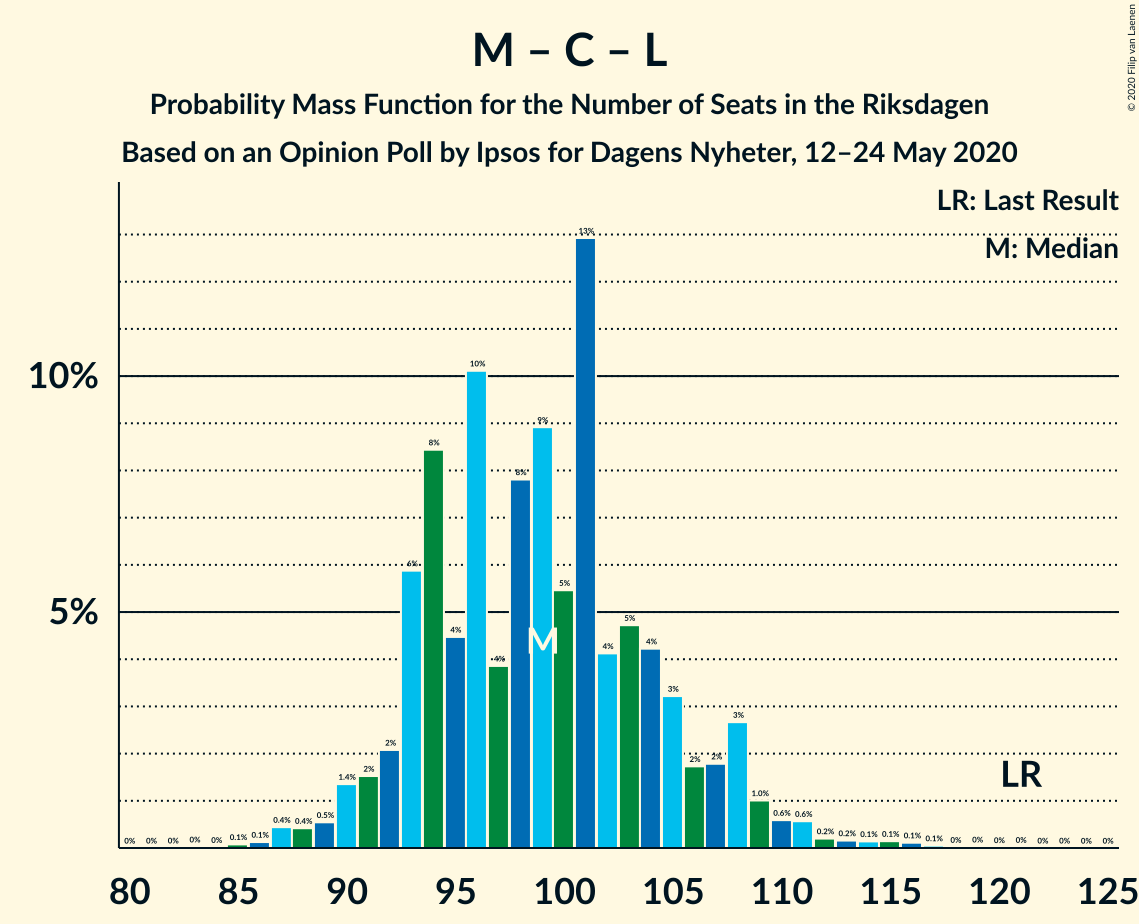 M – C – L
Probability Mass Function for the Number of Seats in the Riksdagen
Based on an Opinion Poll by Ipsos for Dagens Nyheter, 12–24 May 2020
© 2020 Filip van Laenen
LR: Last Result
M: Median
10%
5%
0% 0% 0% 0% 0% 0.1% 0.1% 0.4% 0.4% 0.5% 1.4% 2% 2% 6% 8% 4% 10% 4% 8% 9% 5% 13% 4% 5% 4% 3% 2% 2% 3% 1.0% 0.6% 0.6% 0.2% 0.2% 0.1% 0.1% 0.1% 0.1% 0% 0% 0% 0% 0% 0% 0% 0%
M
LR
80 85 90 95 100 105 110 115 120 125